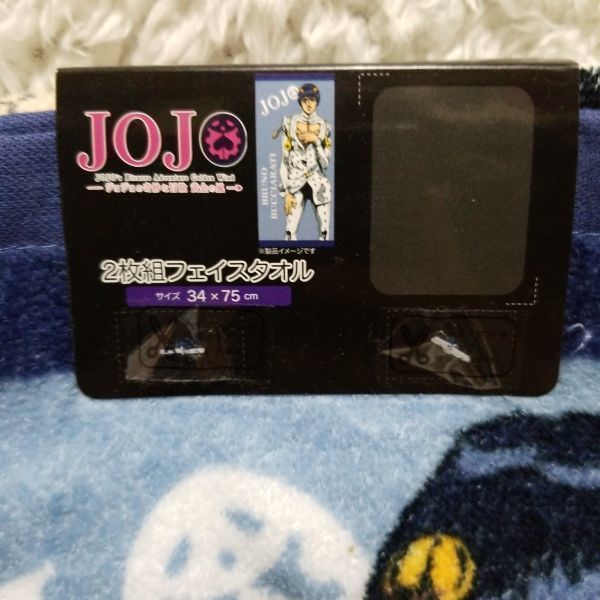 JOJO
JOJO's Bizarre Adventure Golden Wind
ジョジョの奇妙な冒険 黄金の風
JOJO
BRUNO
BUCCIARATI
※製品イメージです
2枚組フェイスタオル
サイズ 34×75cm